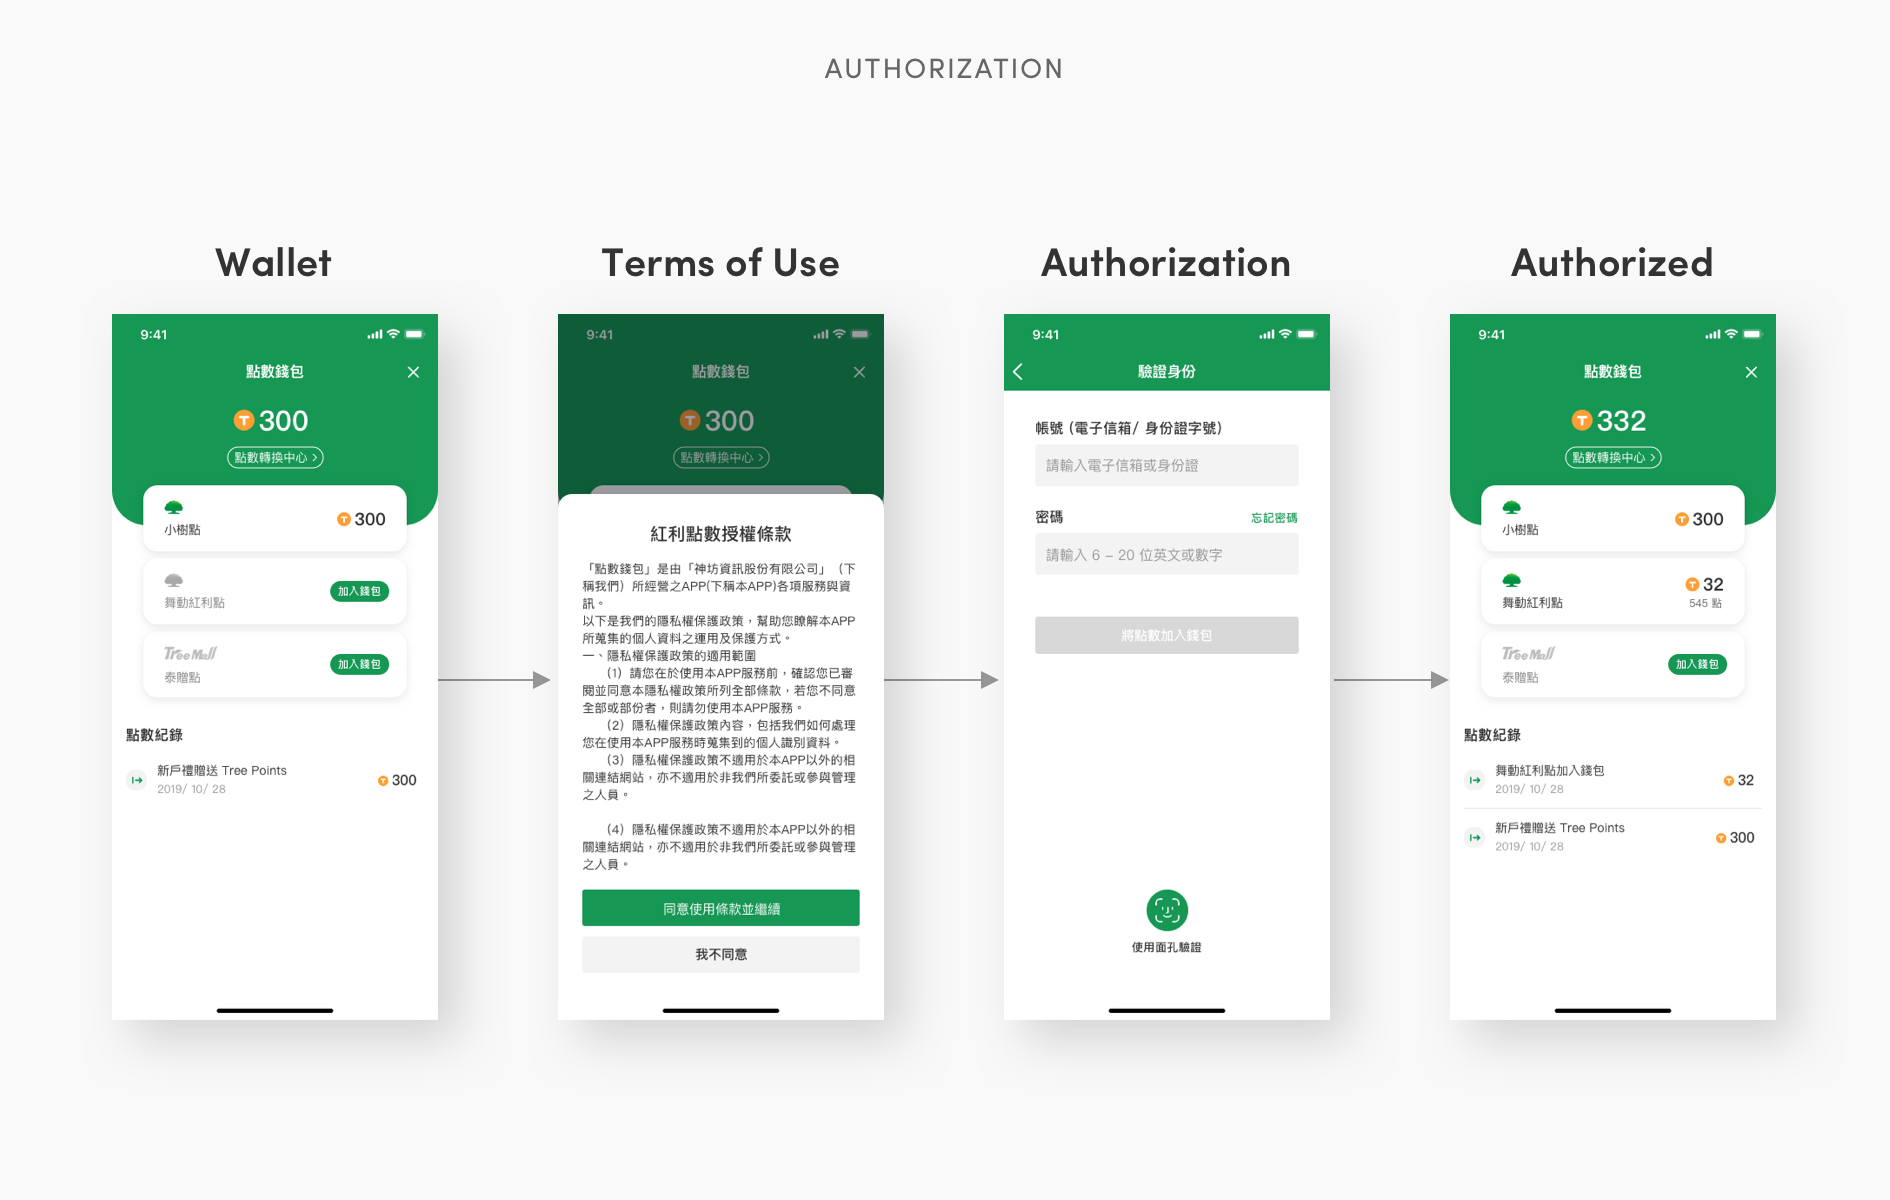 AUTHORIZATION
Wallet
9:41
點數錢包
T 300
點數轉換中心
小樹點
T 300
舞動紅利點
加入錢包
Tree Mall
泰贈點
加入錢包
點數紀錄
新戶禮贈送 Tree Points
2019/ 10/ 28
T 300
Terms of Use
9:41
點數錢包
T 300
點數轉換中心
紅利點數授權條款
「點數錢包」是由「神坊資訊股份有限公司」（下
稱我們）所經營之APP(下稱本APP)各項服務與資
訊。
以下是我們的隱私權保護政策，幫助您瞭解本APP
所蒐集的個人資料之運用及保護方式。
一、隱私權保護政策的適用範圍
（1）請您在於使用本APP服務前，確認您已審
閱並同意本隱私權政策所列全部條款，若您不同意
全部或部份者，則請勿使用本APP服務。
（2）隱私權保護政策內容，包括我們如何處理
您在使用本APP服務時蒐集到的個人識別資料。
（3）隱私權保護政策不適用於本APP以外的相
關連結網站，亦不適用於非我們所委託或參與管理
之人員。
（4）隱私權保護政策不適用於本APP以外的相
關連結網站，亦不適用於非我們所委託或參與管理
之人員。
同意使用條款並繼續
我不同意
Authorization
9:41
驗證身份
帳號 (電子信箱/ 身份證字號)
請輸入電子信箱或身份證
密碼
忘記密碼
請輸入 6 – 20 位英文或數字
將點數加入錢包
使用面孔驗證
Authorized
9:41
點數錢包
T 332
點數轉換中心
小樹點
T 300
舞動紅利點
T 32
545 點
Tree Mall
泰贈點
加入錢包
點數紀錄
舞動紅利點加入錢包
2019/ 10/ 28
T 32
新戶禮贈送 Tree Points
2019/ 10/ 28
T 300